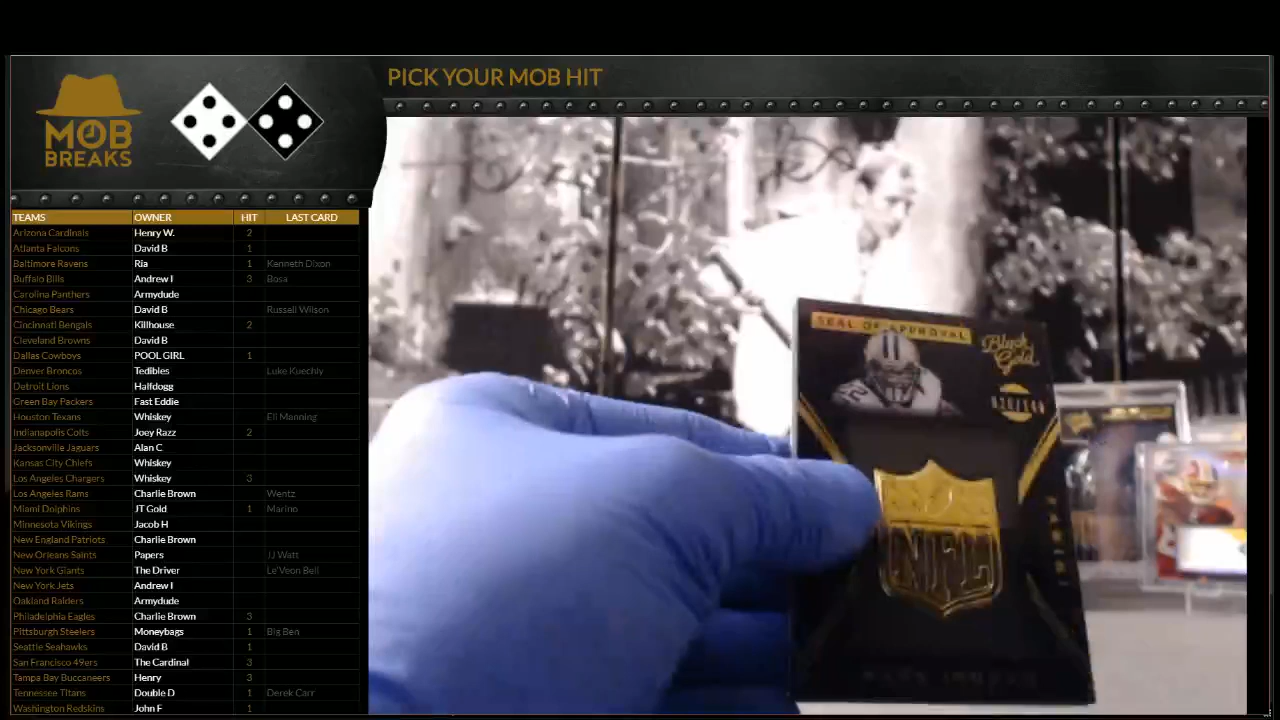 PICK YOUR MOB HIT
MOB
BREAKS
TEAMS OWNER HIT LAST CARD
Arizona Cardinals Henry W. 2
Atlanta Falcons David B 1
Baltimore Ravens Ria 1 Kenneth Dixon
Buffalo Bills Andrew I 3 Bosa
Carolina Panthers Armydude
Chicago Bears David B Russell Wilson
Cincinnati Bengals Killhouse 2
Cleveland Browns David B
Dallas Cowboys POOL GIRL 1
Denver Broncos Tedibles Luke Kuechly
Detroit Lions Halfdogg
Green Bay Packers Fast Eddie
Houston Texans Whiskey Eli Manning
Indianapolis Colts Joey Razz 2
Jacksonville Jaguars Alan C
Kansas City Chiefs Whiskey
Los Angeles Chargers Whiskey 3
Los Angeles Rams Charlie Brown Wentz
Miami Dolphins JT Gold 1 Marino
Minnesota Vikings Jacob H
New England Patriots Charlie Brown
New Orleans Saints Papers JJ Watt
New York Giants The Driver Le'Veon Bell
New York Jets Andrew I
Oakland Raiders Armydude
Philadelphia Eagles Charlie Brown 3
Pittsburgh Steelers Moneybags 1 Big Ben
Seattle Seahawks David B 1
San Francisco 49ers The Cardinal 3
Tampa Bay Buccaneers Henry 3
Tennessee Titans Double D 1 Derek Carr
Washington Redskins John F 1
SEAL OF APPROVAL
Black
Gold
NFL